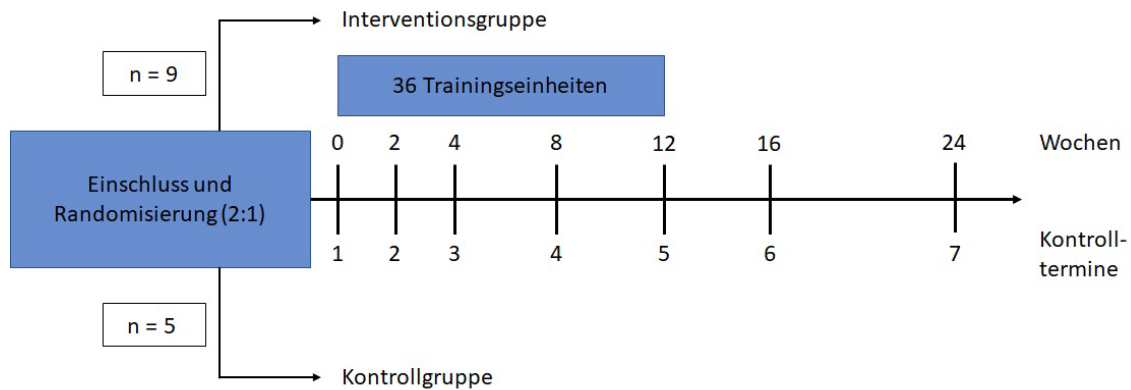 Interventionsgruppe
n = 9
36 Trainingseinheiten
0 2 4 8 12 16 24 Wochen
Einschluss und
Randomisierung (2:1)
1 2 3 4 5 6 7 Kontroll-
termine
n = 5
Kontrollgruppe